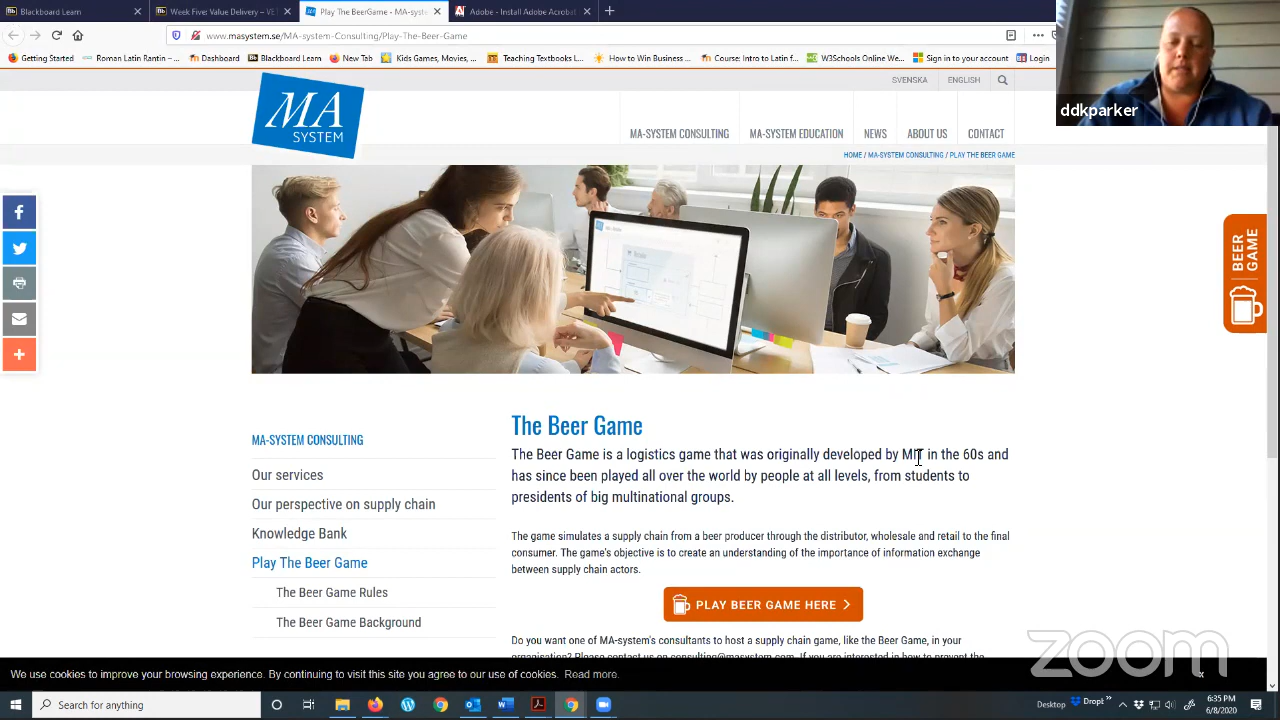 Blackboard Learn
Week Five: Value Delivery – VE
Play The BeerGame - MA-syste
Adobe - Install Adobe Acrobat
www.masystem.se/MA-system-Consulting/Play-The-Beer-Game
Getting Started
Roman Latin Rantin –...
Dashboard
Blackboard Learn
New Tab
Kids Games, Movies, ...
Teaching Textbooks L...
How to Win Business ...
Course: Intro to Latin f...
W3Schools Online We...
Sign in to your account
Login
ddkparker
SVENSKA
ENGLISH
MA
SYSTEM
MA-SYSTEM CONSULTING
MA-SYSTEM EDUCATION
NEWS
ABOUT US
CONTACT
HOME / MA-SYSTEM CONSULTING / PLAY THE BEER GAME
BEER GAME
The Beer Game
The Beer Game is a logistics game that was originally developed by MIT in the 60s and
has since been played all over the world by people at all levels, from students to
presidents of big multinational groups.
The game simulates a supply chain from a beer producer through the distributor, wholesale and retail to the final
consumer. The game's objective is to create an understanding of the importance of information exchange
between supply chain actors.
PLAY BEER GAME HERE
Do you want one of MA-system's consultants to host a supply chain game, like the Beer Game, in your
organisation? Please contact us on consulting@masystem.com. If you are interested in how to prevent the
MA-SYSTEM CONSULTING
Our services
Our perspective on supply chain
Knowledge Bank
Play The Beer Game
The Beer Game Rules
The Beer Game Background
zoom
We use cookies to improve your browsing experience. By continuing to visit this site you agree to our use of cookies. Read more.
x
Search for anything
Desktop
Dropt
6:35 PM
6/8/2020